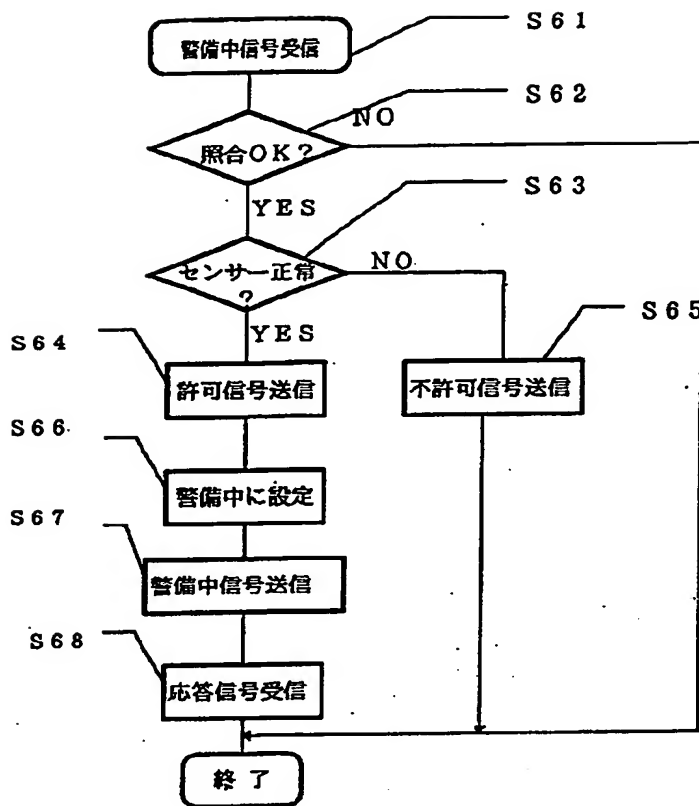 S61
警備中信号受信
S62
NO
照合OK?
YES
S63
センサー正常
?
NO
YES
S64
S65
許可信号送信
不許可信号送信
S66
警備中に設定
S67
警備中信号送信
S68
応答信号受信
終了